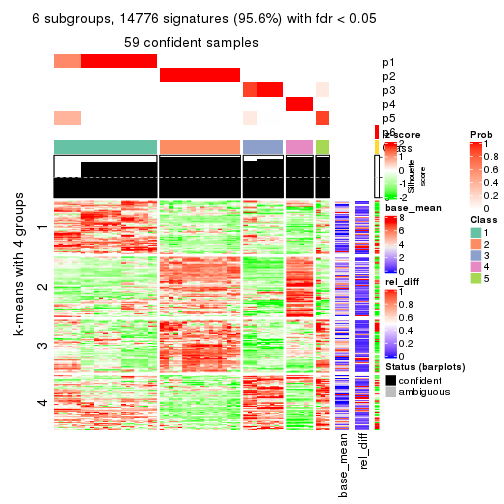 6 subgroups, 14776 signatures (95.6%) with fdr < 0.05
59 confident samples
p1
p2
p3
p4
p5
p6
Class
z-score
2
1
0
-1
-2
Silhouette
score
Prob
1
0.8
0.6
0.4
0.2
0
base_mean
8
6
4
2
0
Class
1
2
3
4
5
rel_diff
1
0.8
0.6
0.4
0.2
0
Status (barplots)
confident
ambiguous
k-means with 4 groups
1
2
3
4
base_mean
rel_diff